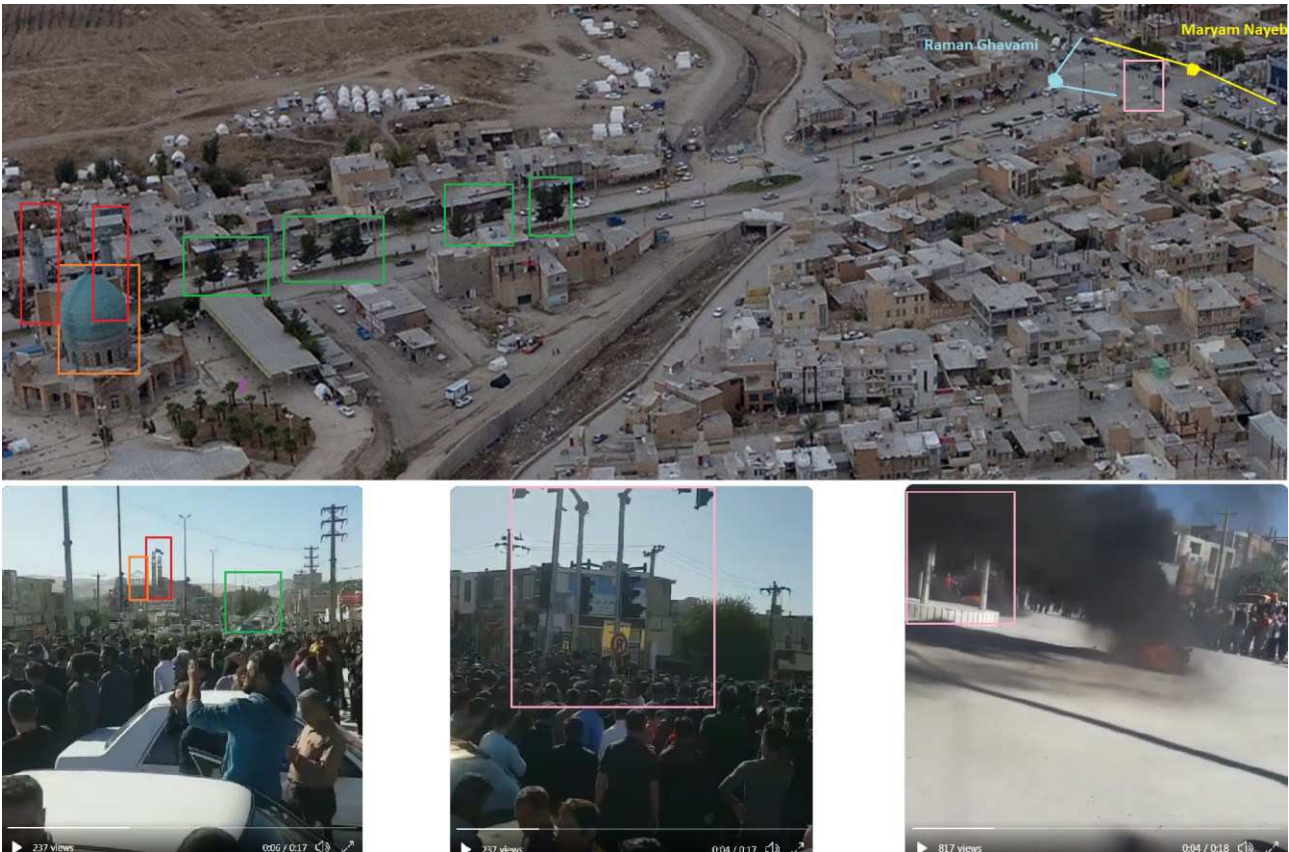 Maryam Nayeb
Raman Ghavami
237 views
0:06 / 0:17
237 views
0:04 / 0:17
817 views
0:04 / 0:18